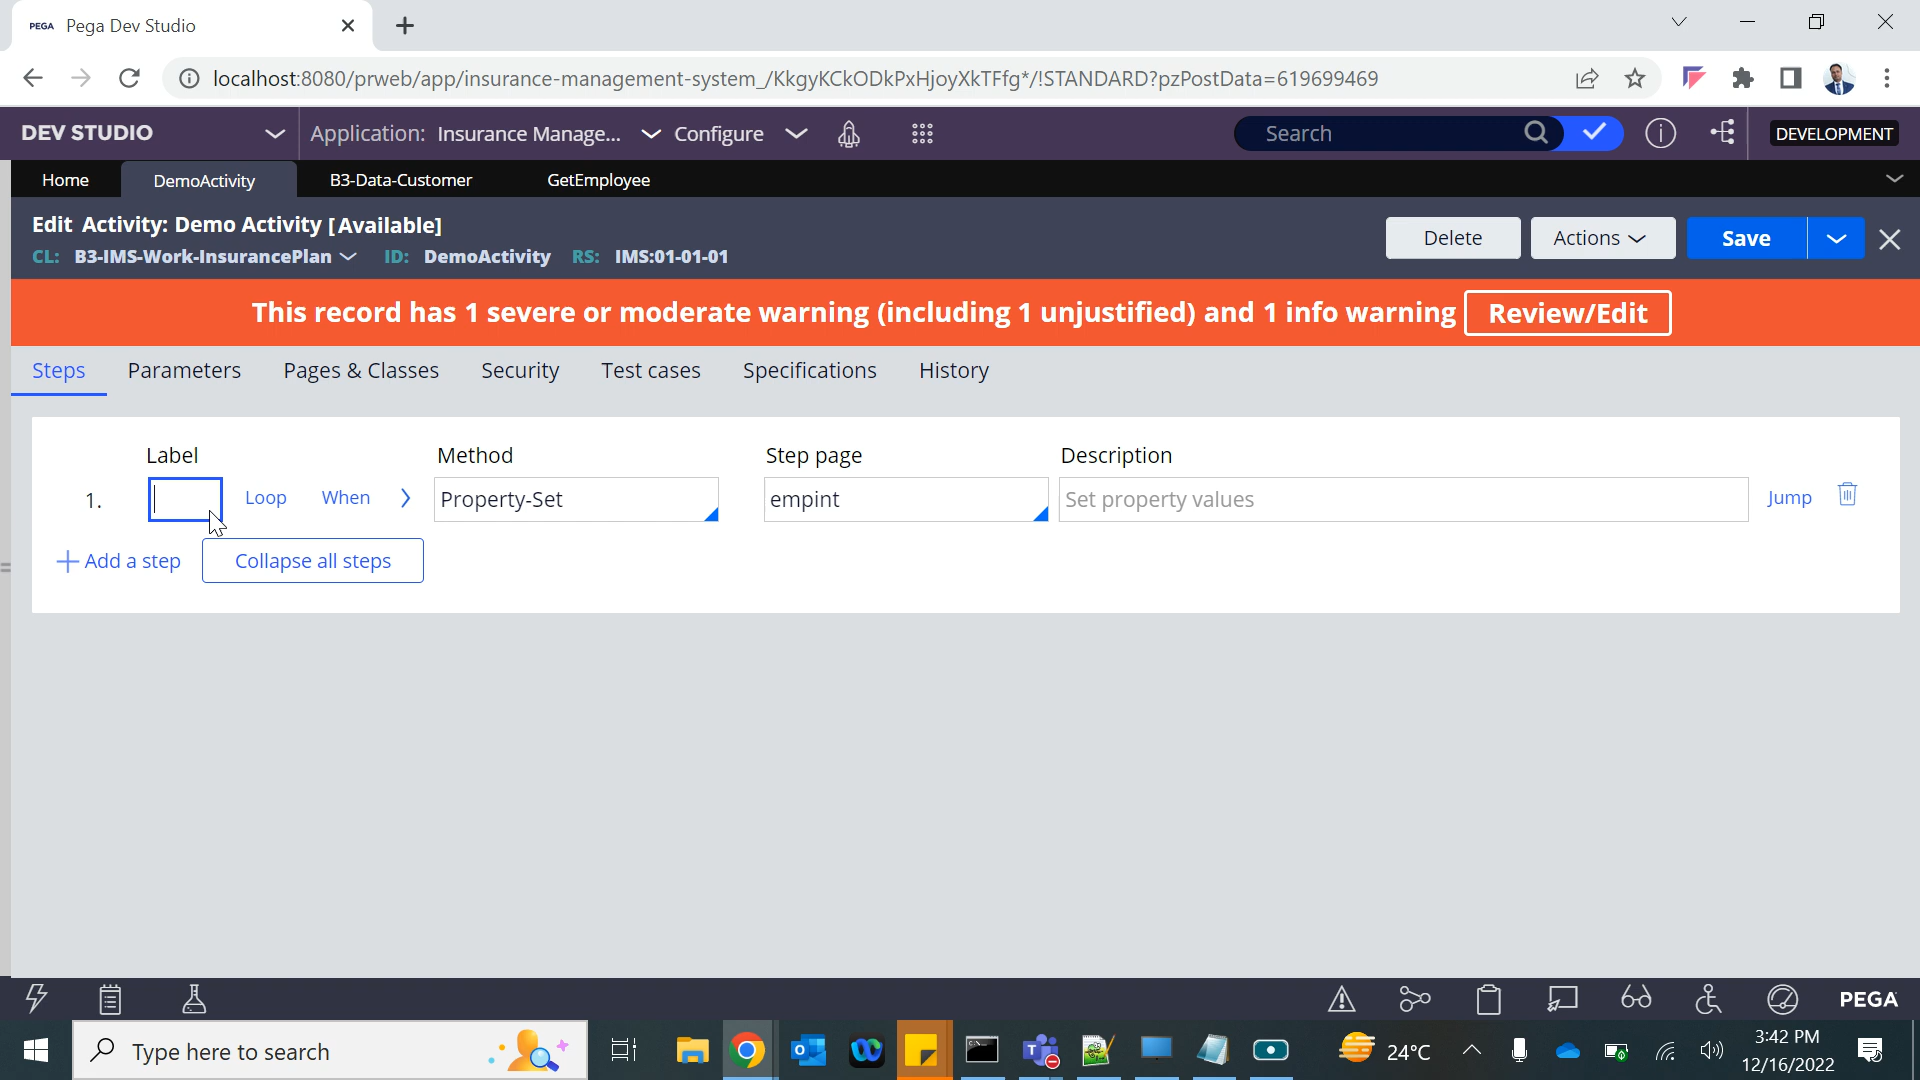 PEGA Pega Dev Studio
localhost:8080/prweb/app/insurance-management-system_/KkgyKCkODkPxHjoyXkTFfg*/!STANDARD?pzPostData=619699469
DEV STUDIO Application: Insurance Manage... Configure Search DEVELOPMENT
Home DemoActivity B3-Data-Customer GetEmployee
Edit Activity: Demo Activity [Available] Delete Actions Save
CL: B3-IMS-Work-InsurancePlan ID: DemoActivity RS: IMS:01-01-01
This record has 1 severe or moderate warning (including 1 unjustified) and 1 info warning Review/Edit
Steps Parameters Pages & Classes Security Test cases Specifications History
Label Method Step page Description
1. Loop When Property-Set empint Set property values Jump
Add a step Collapse all steps
PEGA
Type here to search 24°C 3:42 PM
12/16/2022